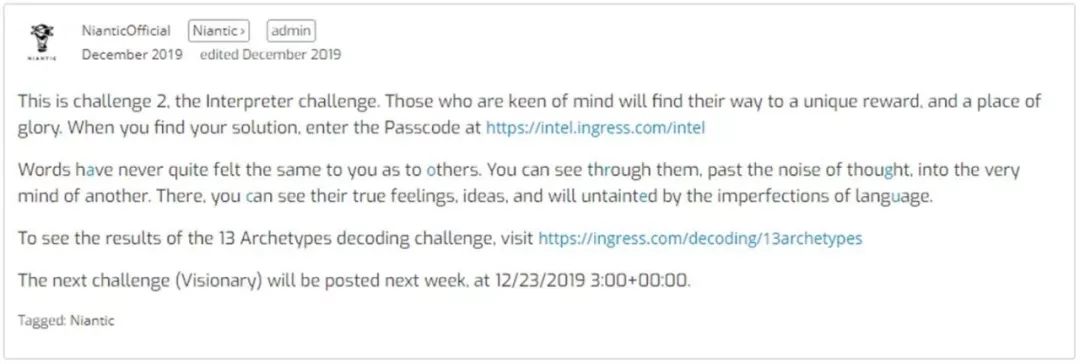 NianticOfficial Niantic › admin
NIANTIC
December 2019 edited December 2019
This is challenge 2, the Interpreter challenge. Those who are keen of mind will find their way to a unique reward, and a place of
glory. When you find your solution, enter the Passcode at https://intel.ingress.com/intel
Words have never quite felt the same to you as to others. You can see through them, past the noise of thought, into the very
mind of another. There, you can see their true feelings, ideas, and will untainted by the imperfections of language.
To see the results of the 13 Archetypes decoding challenge, visit https://ingress.com/decoding/13archetypes
The next challenge (Visionary) will be posted next week, at 12/23/2019 3:00+00:00.
Tagged: Niantic